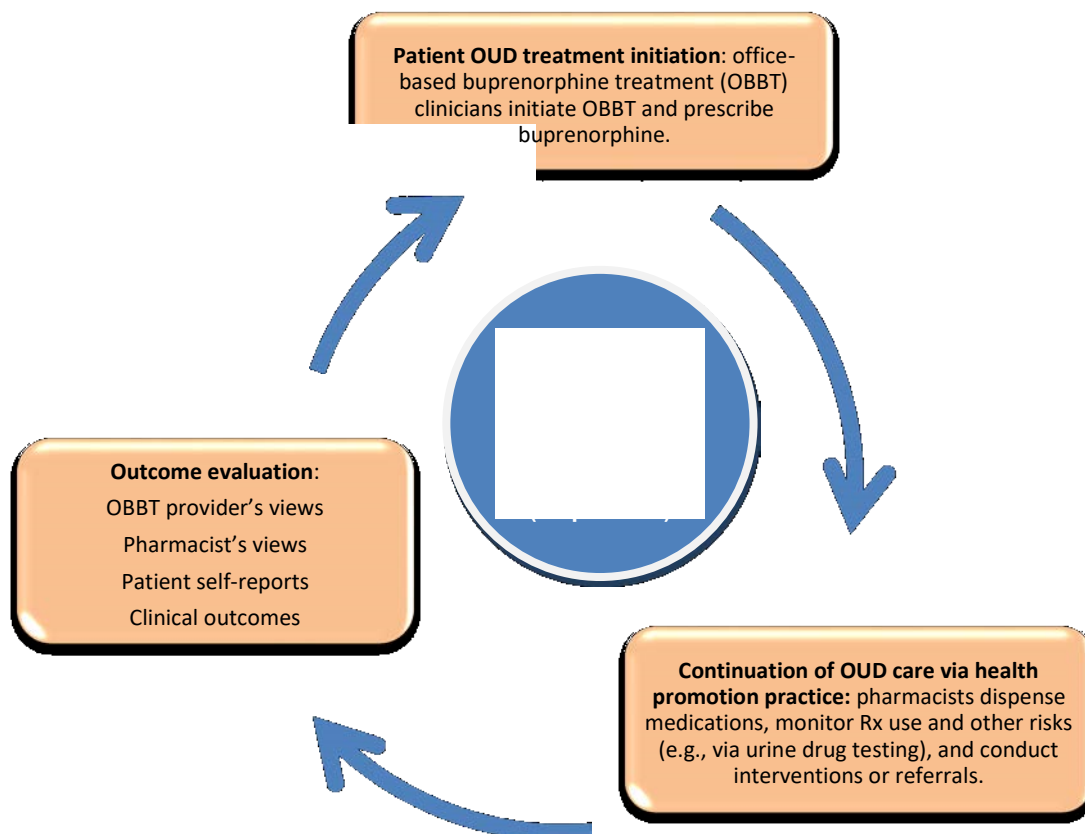 Patient OUD treatment initiation: office-
based buprenorphine treatment (OBBT)
clinicians initiate OBBT and prescribe
buprenorphine.
Outcome evaluation:
OBBT provider's views
Pharmacist's views
Patient self-reports
Clinical outcomes
Continuation of OUD care via health
promotion practice: pharmacists dispense
medications, monitor Rx use and other risks
(e.g., via urine drug testing), and conduct
interventions or referrals.